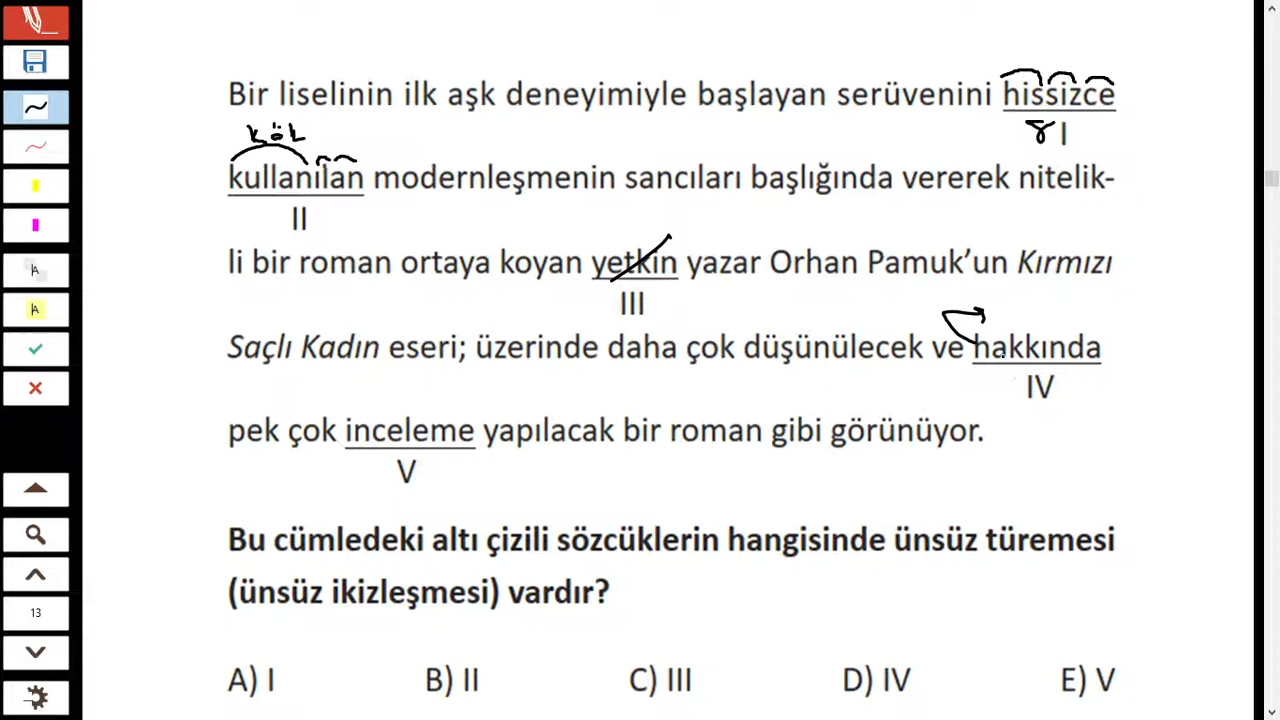 Bir liselinin ilk aşk deneyimiyle başlayan serüvenini hissizce
I
kök
kullanılan modernleşmenin sancıları başlığında vererek nitelik-
II
li bir roman ortaya koyan yetkin yazar Orhan Pamuk’un Kırmızı
III
Saçlı Kadın eseri; üzerinde daha çok düşünülecek ve hakkında
IV
pek çok inceleme yapılacak bir roman gibi görünüyor.
V
Bu cümledeki altı çizili sözcüklerin hangisinde ünsüz türemesi
(ünsüz ikizleşmesi) vardır?
A) I B) II C) III D) IV E) V
A
A
13